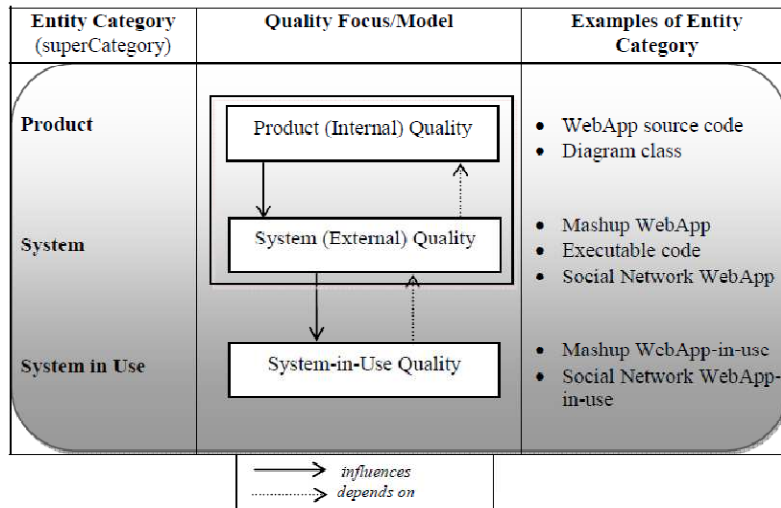 Entity Category
(superCategory)
Quality Focus/Model
Examples of Entity
Category
Product
Product (Internal) Quality
• WebApp source code
• Diagram class
System
System (External) Quality
• Mashup WebApp
• Executable code
• Social Network WebApp
System in Use
System-in-Use Quality
• Mashup WebApp-in-use
• Social Network WebApp-
in-use
influences
depends on